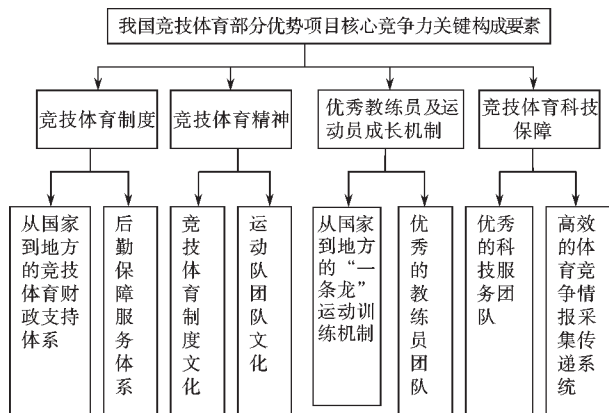 我国竞技体育部分优势项目核心竞争力关键构成要素
竞技体育制度
竞技体育精神
优秀教练员及运
动员成长机制
竞技体育科技
保障
从国家
到地方
的竞技
体育财
政支持
体系
后勤保障服务体系
竞技体育制度文化
运动队团队文化
从国家
到地方
的“一
条龙”
运动训
练机制
优秀的教练员团队
优秀
的科
技服
务团
队
高效
的体
育竞
争情
报采
集传
递系
统